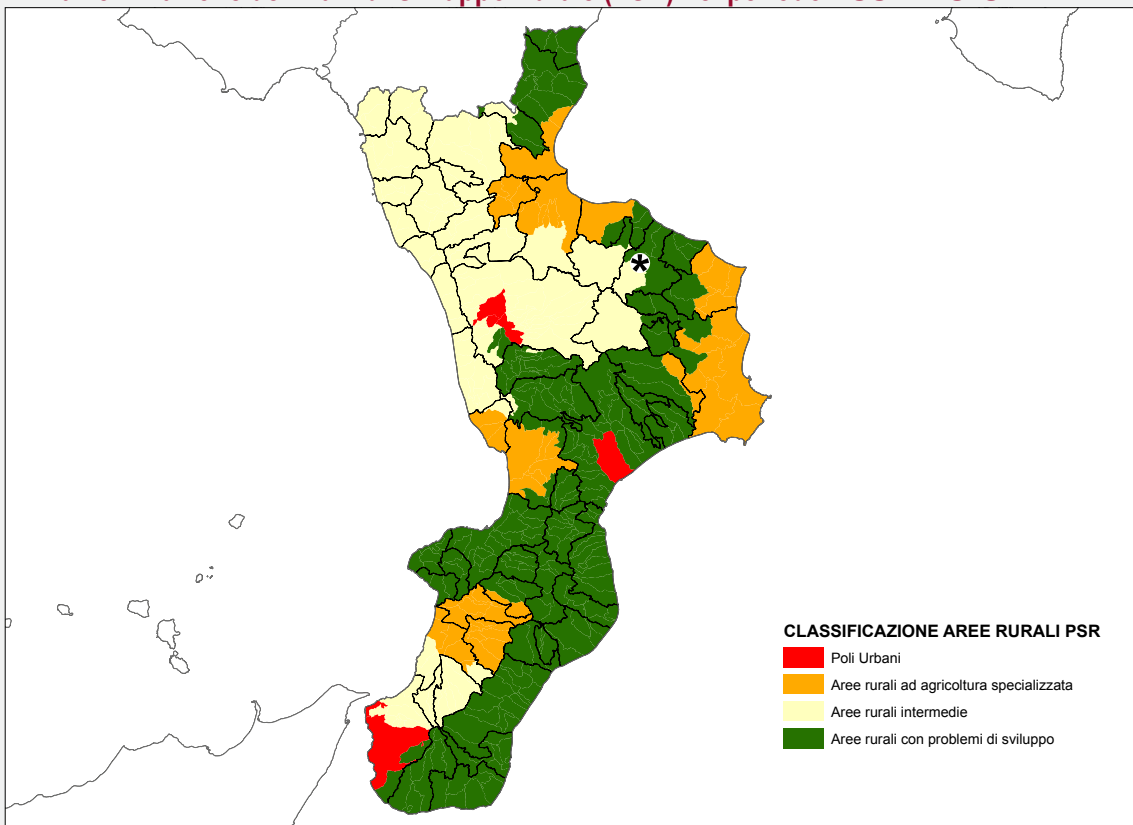 CLASSIFICAZIONE AREE RURALI PSR
Poli Urbani
Aree rurali ad agricoltura specializzata
Aree rurali intermedie
Aree rurali con problemi di sviluppo
*